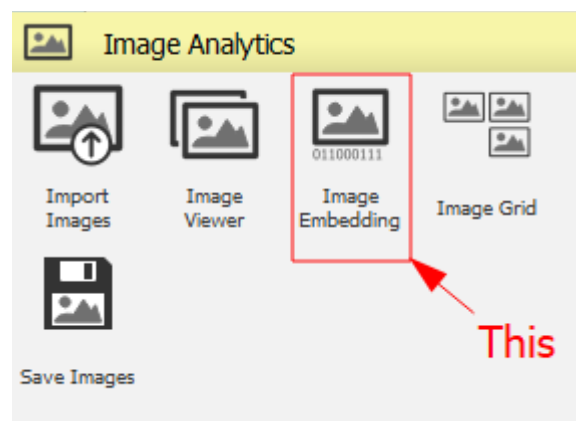 Image Analytics
011000111
Import
Images
Image
Viewer
Image
Embedding
Image Grid
This
Save Images